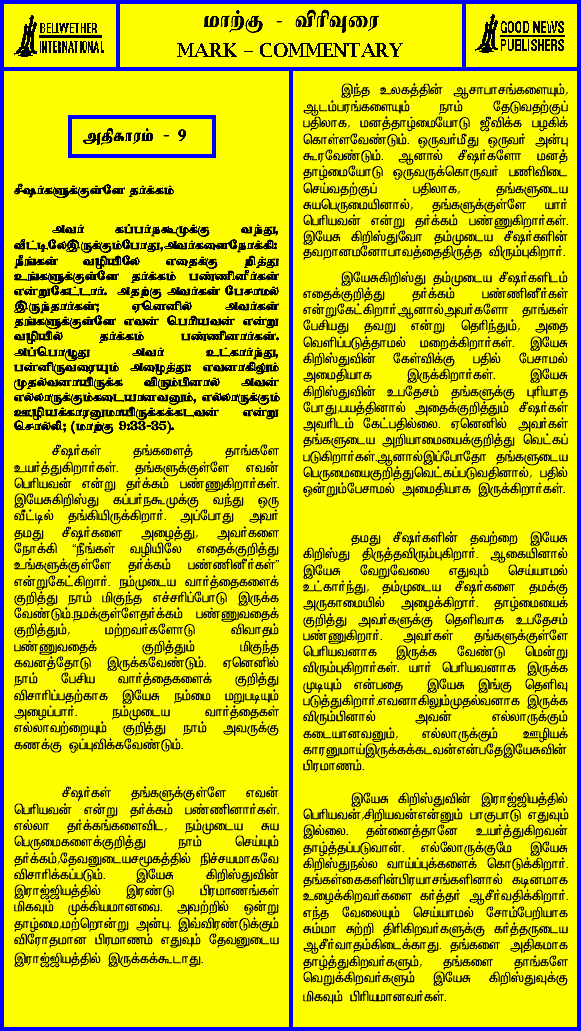 BELWETHER
INTERNATIONAL
மாற்கு - விரிவுரை
MARK – COMMENTARY
GOOD NEWS
PUBLISHERS
அதிகாரம் - 9
சீஷர்களுக்குள்ளே தர்க்கம்
அவர் கப்பர்நகூமுக்கு வந்து,
வீட்டிலேஇருக்கும்போது,அவர்களைநோக்கி:
நீங்கள் வழியிலே எதைக்கு றித்து
உங்களுக்குள்ளே தர்க்கம் பண்ணினீர்கள்
என்றுகேட்டார். அதற்கு அவர்கள் பேசாமல்
இருந்தார்கள்; ஏனெனில் அவர்கள்
தங்களுக்குள்ளே எவன் பெரியவன் என்று
வழியில் தர்க்கம் பண்ணினார்கள்.
அப்பொழுது அவர் உட்கார்ந்து,
பன்னிருவரையும் அழைத்து: எவனாகிலும்
முதல்வனாயிருக்க விரும்பினால் அவன்
எல்லாருக்கும்கடையானவனும், எல்லாருக்கும்
ஊழியக்காரனுமாயிருக்கக்கடவன் என்று
சொல்லி; (மாற்கு 9:33-35).
சீஷர்கள் தங்களைத் தாங்களே
உயர்த்துகிறார்கள். தங்களுக்குள்ளே எவன்
பெரியவன் என்று தர்க்கம் பண்ணுகிறார்கள்.
இயேசுகிறிஸ்து கப்பர்நகூமுக்கு வந்து ஒரு
வீட்டில் தங்கியிருக்கிறார். அப்போது அவர்
தமது சீஷர்களை அழைத்து, அவர்களை
நோக்கி “நீங்கள் வழியிலே எதைக்குறித்து
உங்களுக்குள்ளே தர்க்கம் பண்ணினீர்கள்”
என்றுகேட்கிறார். நம்முடைய வார்த்தைகளைக்
குறித்து நாம் மிகுந்த எச்சரிப்போடு இருக்க
வேண்டும்.நமக்குள்ளேதர்க்கம் பண்ணுவதைக்
குறித்தும், மற்றவர்களோடு விவாதம்
பண்ணுவதைக் குறித்தும் மிகுந்த
கவனத்தோடு இருக்கவேண்டும். ஏனெனில்
நாம் பேசிய வார்த்தைகளைக் குறித்து
விசாரிப்பதற்காக இயேசு நம்மை மறுபடியும்
அழைப்பார். நம்முடைய வார்த்தைகள்
எல்லாவற்றையும் குறித்து நாம் அவருக்கு
கணக்கு ஒப்புவிக்கவேண்டும்.
சீஷர்கள் தங்களுக்குள்ளே எவன்
பெரியவன் என்று தர்க்கம் பண்ணினார்கள்.
எல்லா தர்க்கங்களைவிட, நம்முடைய சுய
பெருமைகளைக்குறித்து நாம் செய்யும்
தர்க்கம்,தேவனுடையசமூகத்தில் நிச்சயமாகவே
விசாரிக்கப்படும். இயேசு கிறிஸ்துவின்
இராஜ்ஜியத்தில் இரண்டு பிரமாணங்கள்
மிகவும் முக்கியமானவை. அவற்றில் ஒன்று
தாழ்மை,மற்றொன்று அன்பு. இவ்விரண்டுக்கும்
விரோதமான பிரமாணம் எதுவும் தேவனுடைய
இராஜ்ஜியத்தில் இருக்கக்கூடாது.
இந்த உலகத்தின் ஆசாபாசங்களையும்,
ஆடம்பரங்களையும் நாம் தேடுவதற்குப்
பதிலாக, மனத்தாழ்மையோடு ஜீவிக்க பழகிக்
கொள்ளவேண்டும். ஒருவர்மீது ஒருவர் அன்பு
கூரவேண்டும். ஆனால் சீஷர்களோ மனத்
தாழ்மையோடு ஒருவருக்கொருவர் பணிவிடை
செய்வதற்குப் பதிலாக, தங்களுடைய
சுயபெருமையினால், தங்களுக்குள்ளே யார்
பெரியவன் என்று தர்க்கம் பண்ணுகிறார்கள்.
இயேசு கிறிஸ்துவோ தம்முடைய சீஷர்களின்
தவறானமனோபாவத்தைதிருத்த விரும்புகிறார்.
இயேசுகிறிஸ்து தம்முடைய சீஷர்களிடம்
எதைக்குறித்து தர்க்கம் பண்ணினீர்கள்
என்றுகேட்கிறார்.ஆனால்அவர்களோ தாங்கள்
பேசியது தவறு என்று தெரிந்தும், அதை
வெளிப்படுத்தாமல் மறைக்கிறார்கள். இயேசு
கிறிஸ்துவின் கேள்விக்கு பதில் பேசாமல்
அமைதியாக இருக்கிறார்கள். இயேசு
கிறிஸ்துவின் உபதேசம் தங்களுக்கு புரியாத
போது,பயத்தினால் அதைக்குறித்தும் சீஷர்கள்
அவரிடம் கேட்பதில்லை. ஏனெனில் அவர்கள்
தங்களுடைய அறியாமையைக்குறித்து வெட்கப்
படுகிறார்கள்.ஆனால்இப்போதோ தங்களுடைய
பெருமையைகுறித்துவெட்கப்படுவதினால், பதில்
ஒன்றும்பேசாமல் அமைதியாக இருக்கிறார்கள்.
தமது சீஷர்களின் தவற்றை இயேசு
கிறிஸ்து திருத்தவிரும்புகிறார். ஆகையினால்
இயேசு வேறுவேலை எதுவும் செய்யாமல்
உட்கார்ந்து, தம்முடைய சீஷர்களை தமக்கு
அருகாமையில் அழைக்கிறார். தாழ்மையைக்
குறித்து அவர்களுக்கு தெளிவாக உபதேசம்
பண்ணுகிறார். அவர்கள் தங்களுக்குள்ளே
பெரியவனாக இருக்க வேண்டு மென்று
விரும்புகிறார்கள். யார் பெரியவனாக இருக்க
முடியும் என்பதை இயேசு இங்கு தெளிவு
படுத்துகிறார்.எவனாகிலும்முதல்வனாக இருக்க
விரும்பினால் அவன் எல்லாருக்கும்
கடையானவனும், எல்லாருக்கும் ஊழியக்
காரனுமாய்இருக்கக்கடவன்என்பதேஇயேசுவின்
பிரமாணம்.
இயேசு கிறிஸ்துவின் இராஜ்ஜியத்தில்
பெரியவன்,சிறியவன்என்னும் பாகுபாடு எதுவும்
இல்லை. தன்னைத்தானே உயர்த்துகிறவன்
தாழ்த்தப்படுவான். எல்லோருக்குமே இயேசு
கிறிஸ்துநல்ல வாய்ப்புக்களைக் கொடுக்கிறார்.
தங்கள்கைகளின்பிரயாசங்களினால் கடினமாக
உழைக்கிறவர்களை கர்த்தர் ஆசீர்வதிக்கிறார்.
எந்த வேலையும் செய்யாமல் சோம்பேறியாக
சும்மா சுற்றி திரிகிறவர்களுக்கு கர்த்தருடைய
ஆசீர்வாதம்கிடைக்காது. தங்களை அதிகமாக
தாழ்த்துகிறவர்களும், தங்களை தாங்களே
வெறுக்கிறவர்களும் இயேசு கிறிஸ்துவுக்கு
மிகவும் பிரியமானவர்கள்.